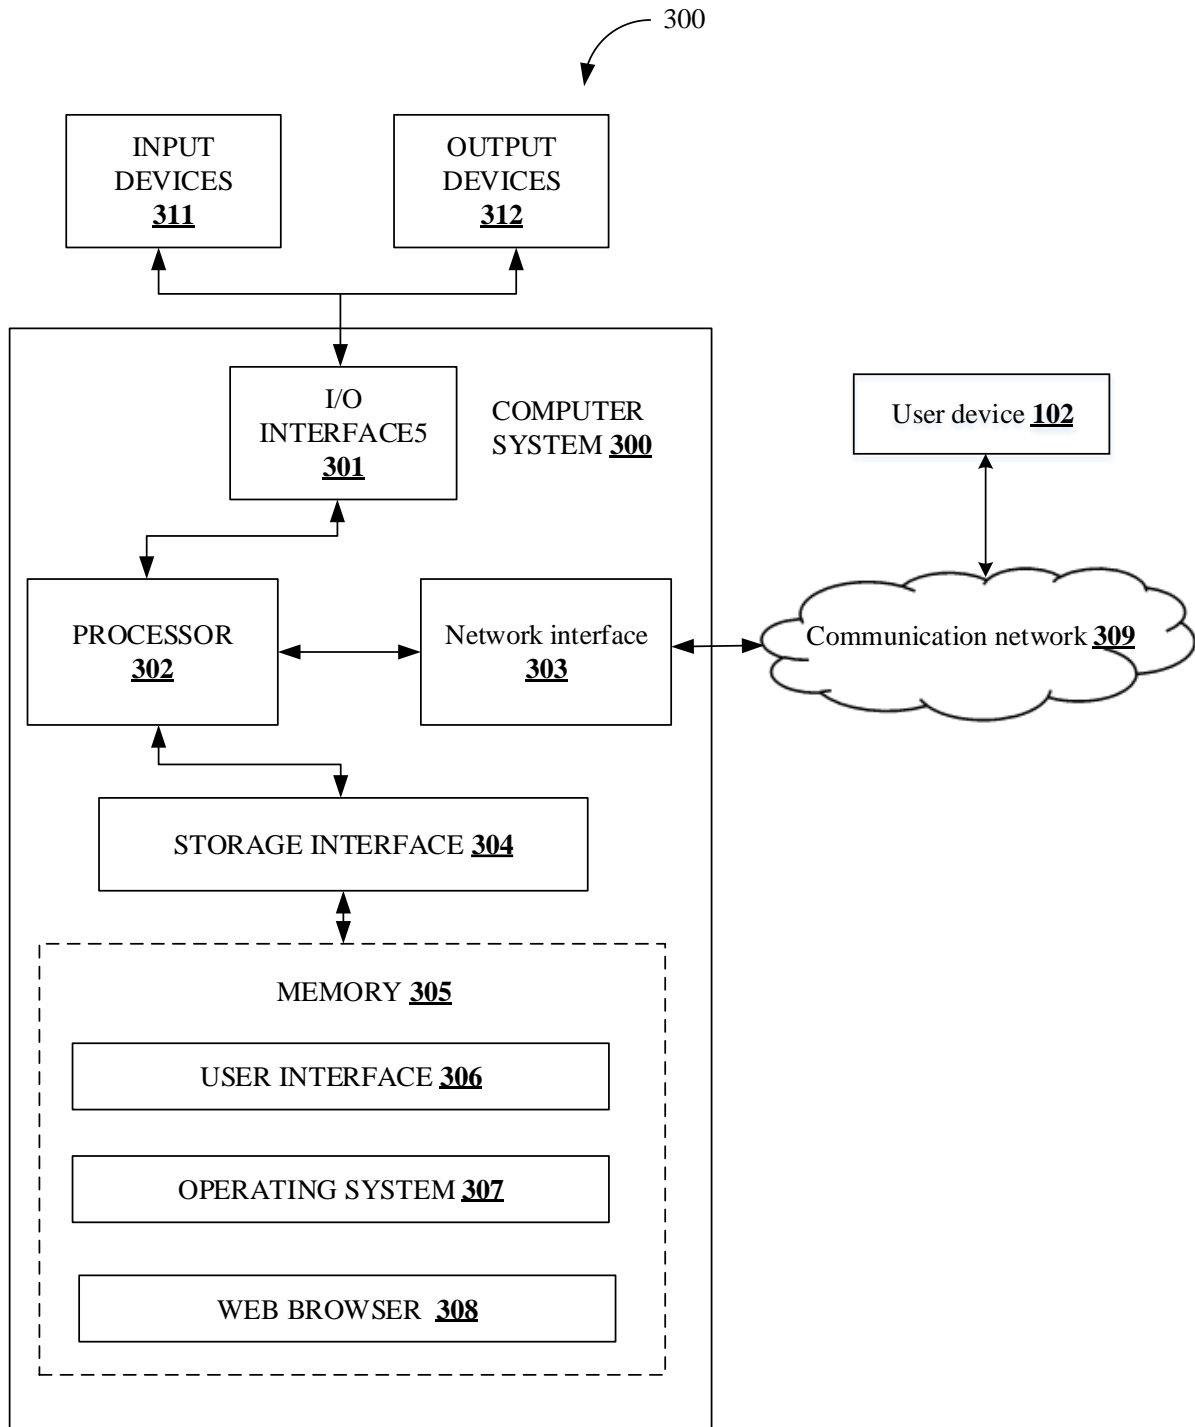 300
INPUT
DEVICES
311
OUTPUT
DEVICES
312
I/O
INTERFACE5
301
COMPUTER
SYSTEM 300
User device 102
PROCESSOR
302
Network interface
303
Communication network 309
STORAGE INTERFACE 304
MEMORY 305
USER INTERFACE 306
OPERATING SYSTEM 307
WEB BROWSER 308